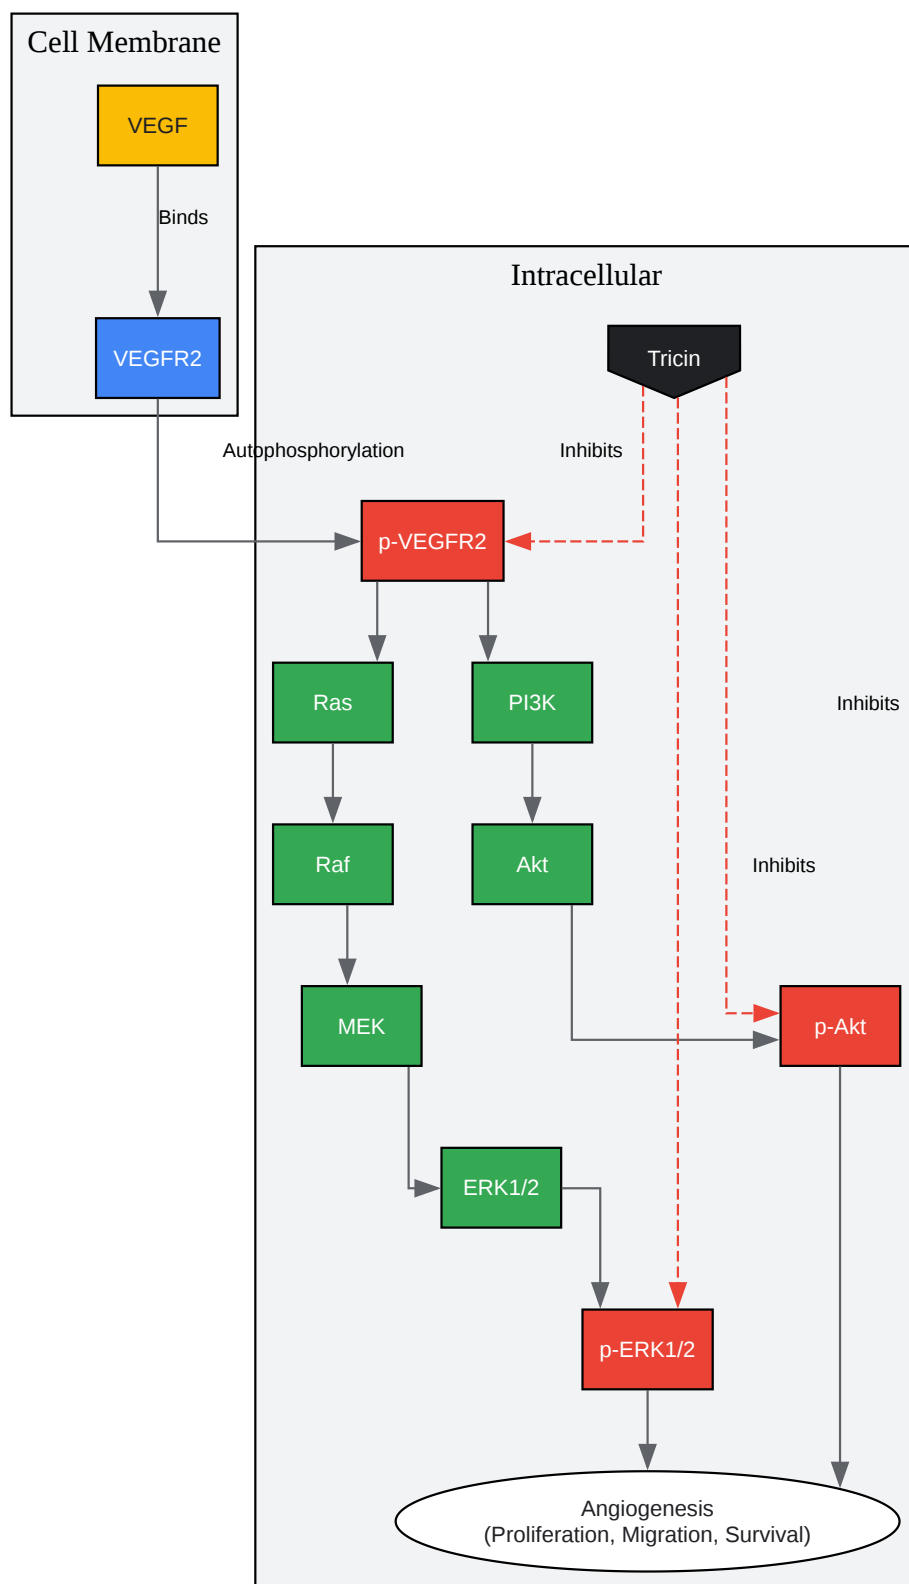 Cell Membrane
VEGF
Binds
Intracellular
VEGFR2
Tricin
Autophosphorylation
Inhibits
p-VEGFR2
Ras
PI3K
Inhibits
Raf
Akt
Inhibits
MEK
p-Akt
ERK1/2
p-ERK1/2
Angiogenesis
(Proliferation, Migration, Survival)